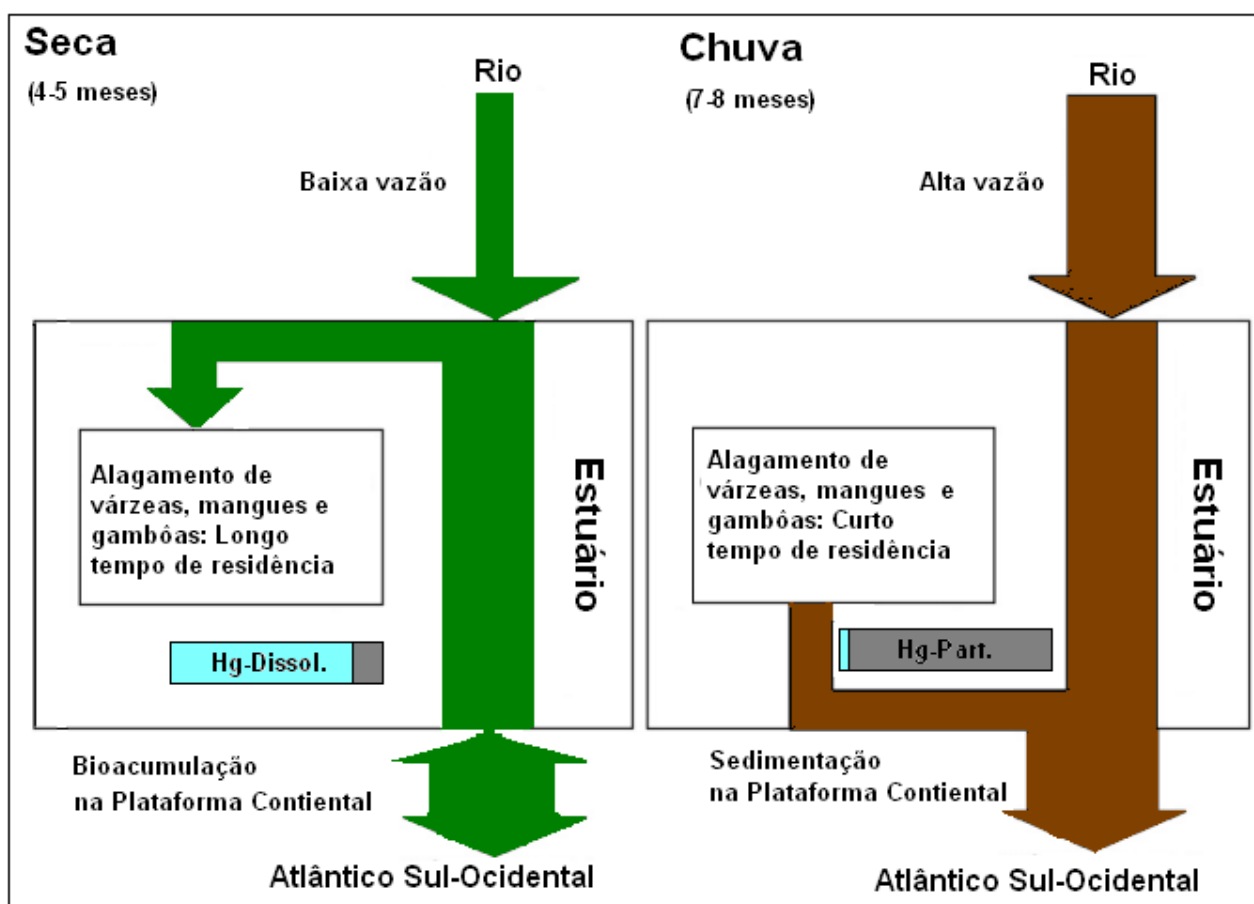 Seca
(4-5 meses)
Rio
Baixa vazão
Alagamento de
várzeas, mangues e
gambôas: Longo
tempo de residência
Hg-Dissol.
Estuário
Bioacumulação
na Plataforma Contiental
Atlântico Sul-Ocidental
Chuva
(7-8 meses)
Rio
Alta vazão
Alagamento de
várzeas, mangues e
gambôas: Curto
tempo de residência
Hg-Part.
Estuário
Sedimentação
na Plataforma Contiental
Atlântico Sul-Ocidental